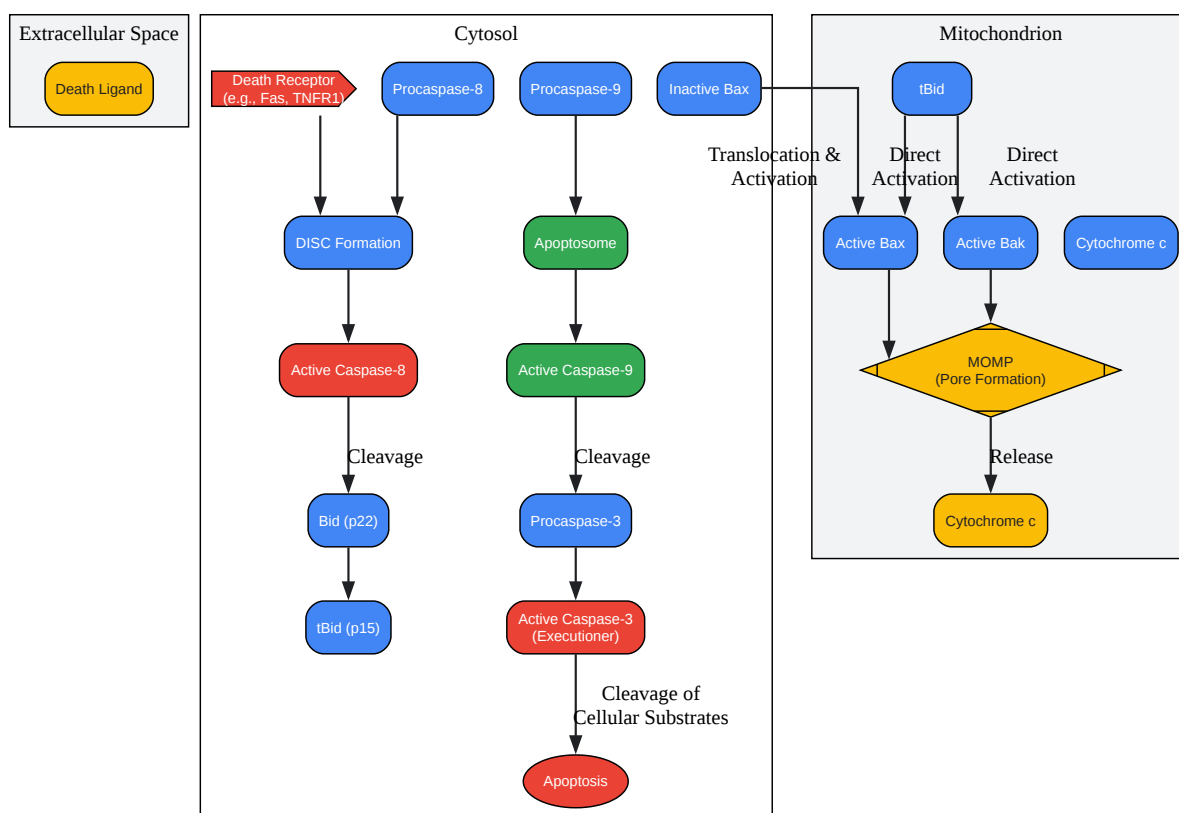 Extracellular Space
Death Ligand
Cytosol
Death Receptor
(e.g., Fas, TNFR1)
Procaspase-8
Procaspase-9
Inactive Bax
DISC Formation
Apoptosome
Active Caspase-8
Active Caspase-9
Cleavage
Cleavage
Bid (p22)
Procaspase-3
tBid (p15)
Active Caspase-3
(Executioner)
Cleavage of
Cellular Substrates
Apoptosis
Mitochondrion
tBid
Translocation &
Activation
Direct
Activation
Direct
Activation
Active Bax
Active Bak
Cytochrome c
MOMP
(Pore Formation)
Release
Cytochrome c